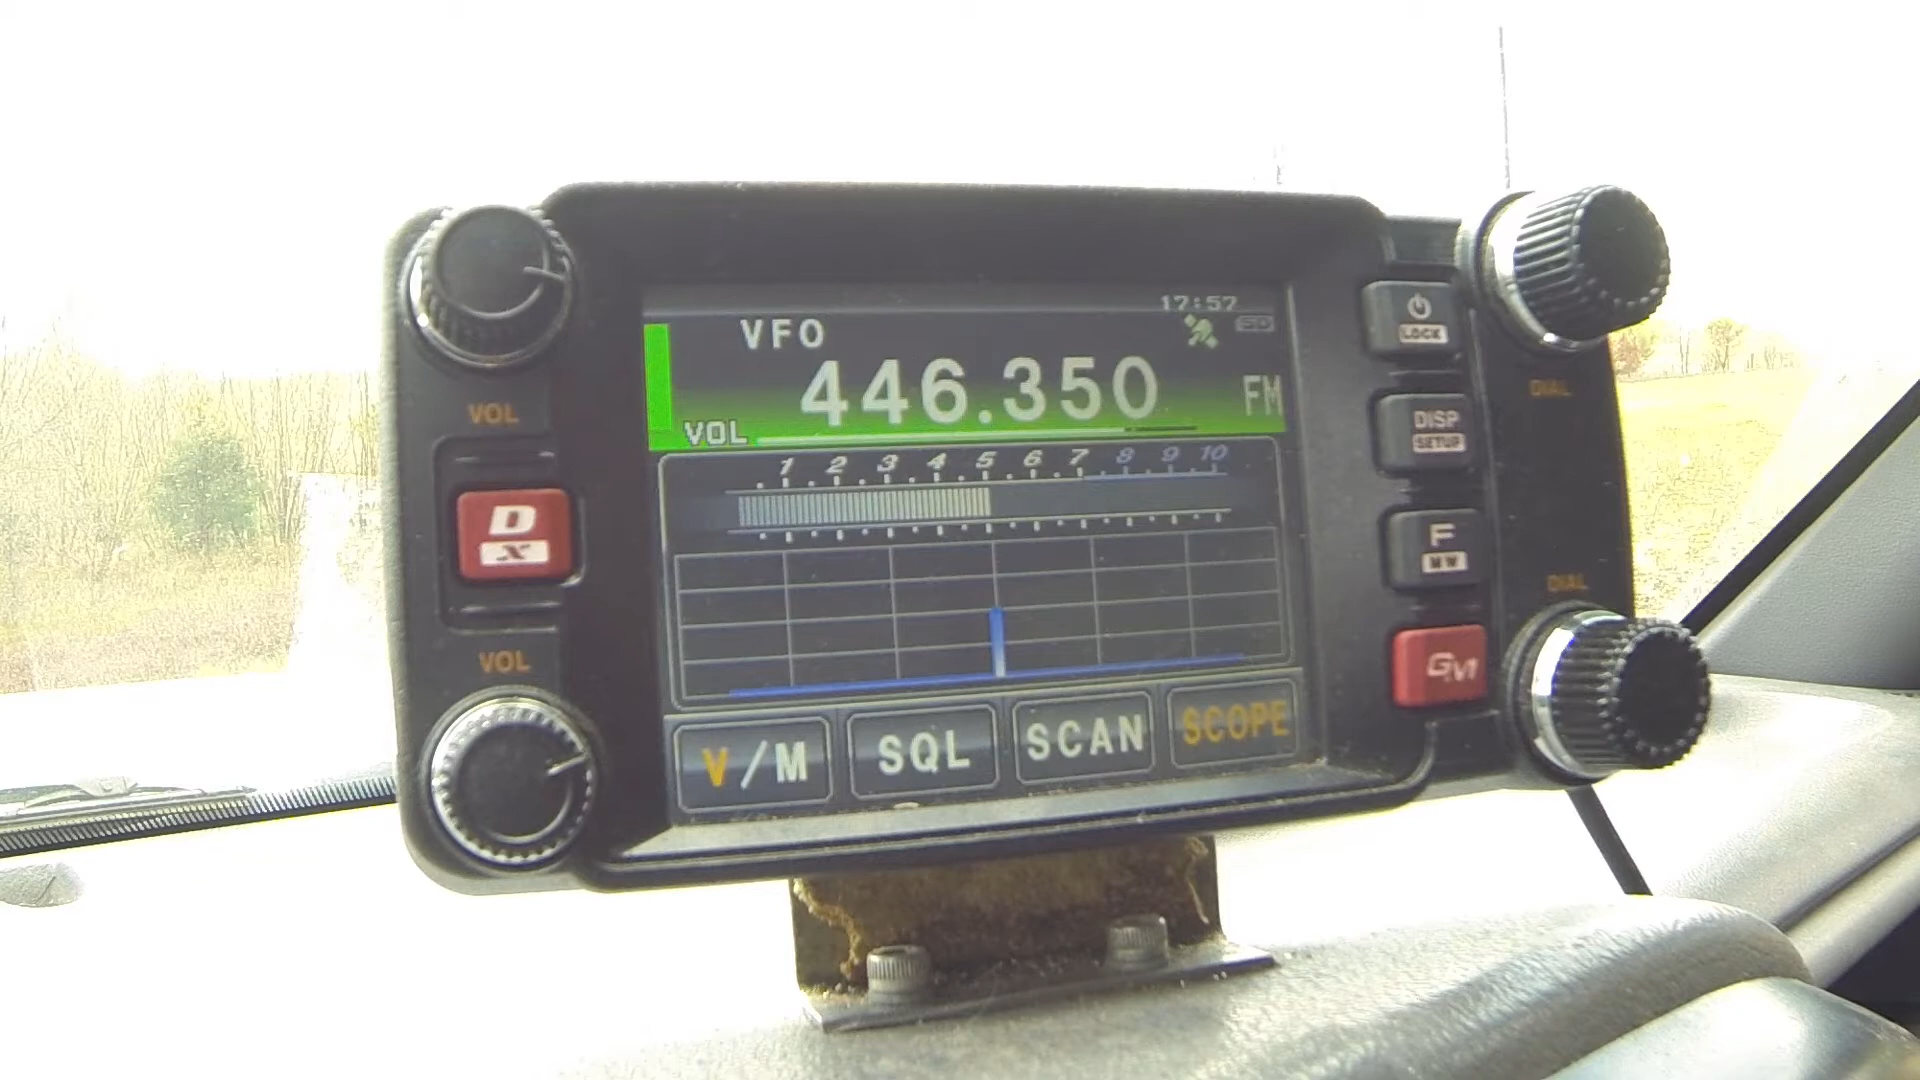 17:57
VFO
SD
446.350
FM
VOL
1 2 3 4 5 6 7 8 9 10
V/M
SQL
SCAN
SCOPE
VOL
D
X
VOL
LOCK
DISP
SETUP
F
MW
GM
DIAL
DIAL